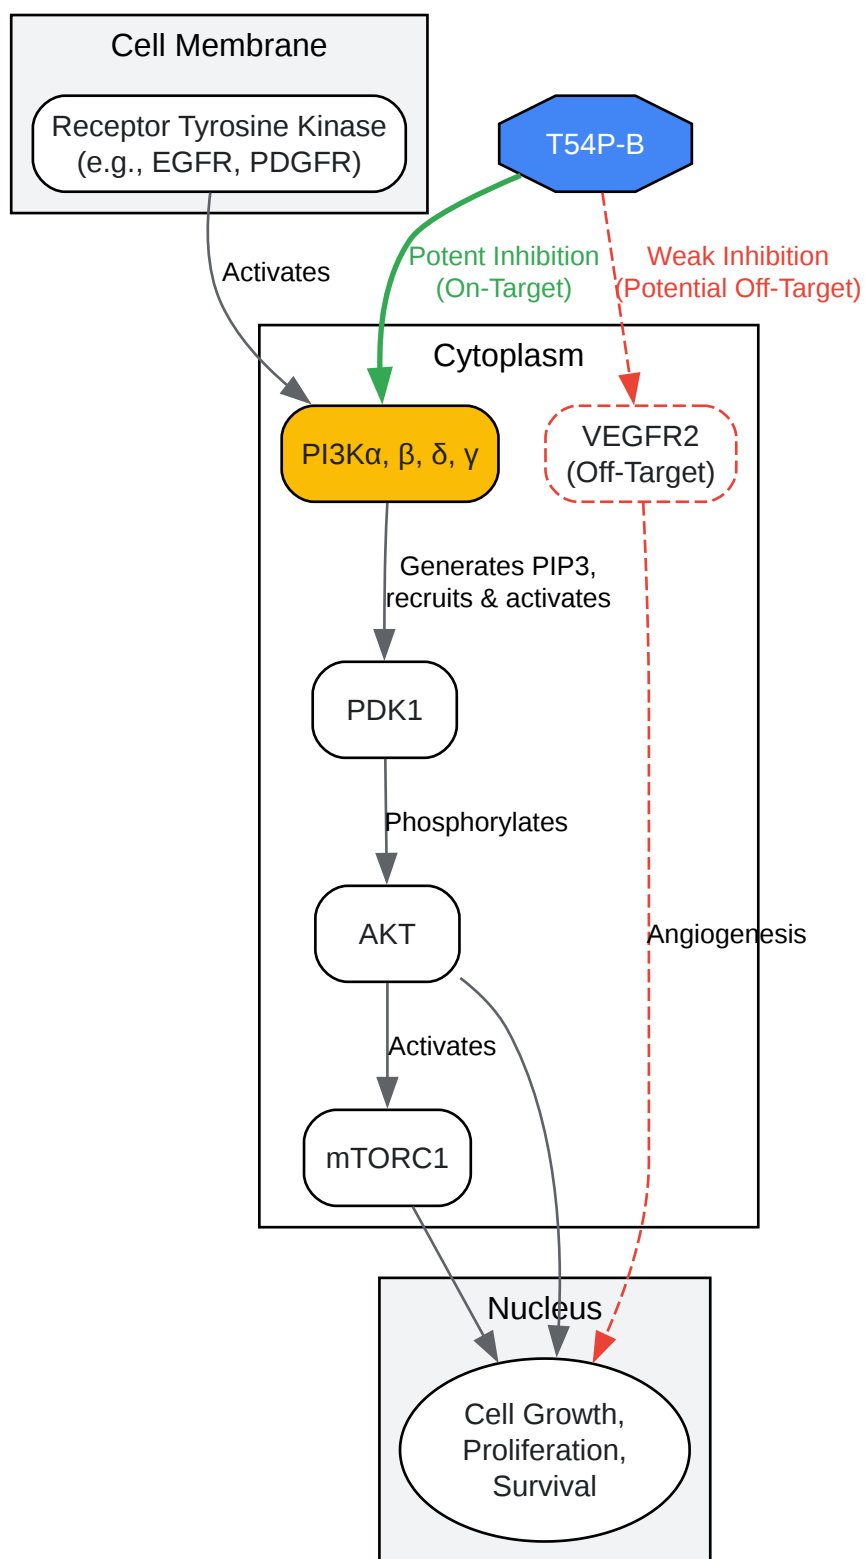 Cell Membrane
Receptor Tyrosine Kinase
(e.g., EGFR, PDGFR)
T54P-B
Activates
Potent Inhibition
(On-Target)
Weak Inhibition
(Potential Off-Target)
Cytoplasm
PI3Kα, β, δ, γ
VEGFR2
(Off-Target)
Generates PIP3,
recruits & activates
PDK1
Phosphorylates
AKT
Angiogenesis
Activates
mTORC1
Nucleus
Cell Growth,
Proliferation,
Survival